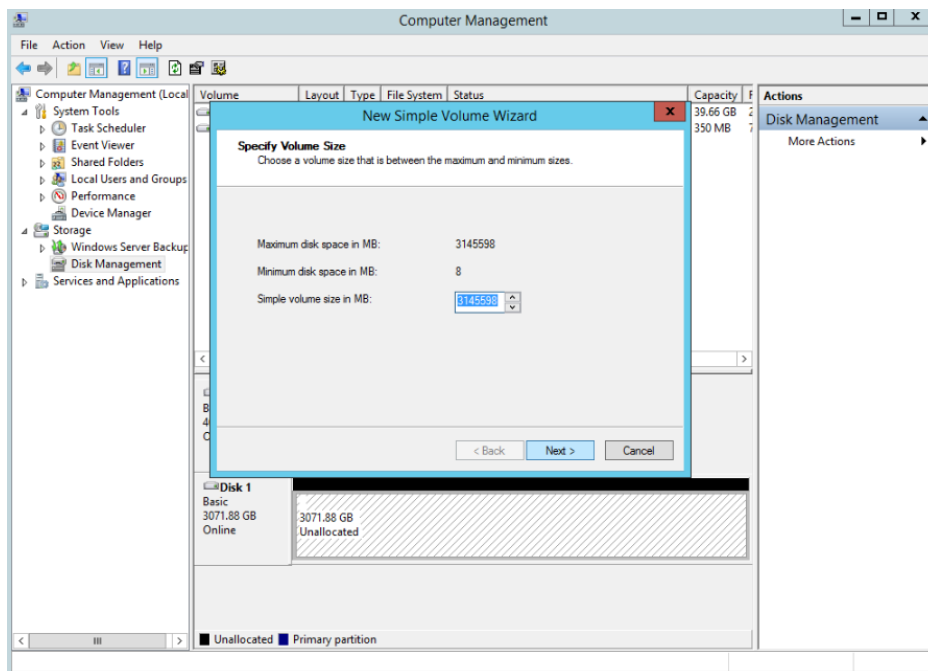 Computer Management
File Action View Help
Computer Management (Local
System Tools
Task Scheduler
Event Viewer
Shared Folders
Local Users and Groups
Performance
Device Manager
Storage
Windows Server Backup
Disk Management
Services and Applications
Volume Layout Type File System Status Capacity F
39.66 GB 2
350 MB 7
New Simple Volume Wizard
Specify Volume Size
Choose a volume size that is between the maximum and minimum sizes.
Maximum disk space in MB: 3145598
Minimum disk space in MB: 8
Simple volume size in MB: 3145598
< Back Next > Cancel
Disk 1
Basic
3071.88 GB
Online
3071.88 GB
Unallocated
Unallocated Primary partition
Actions
Disk Management
More Actions